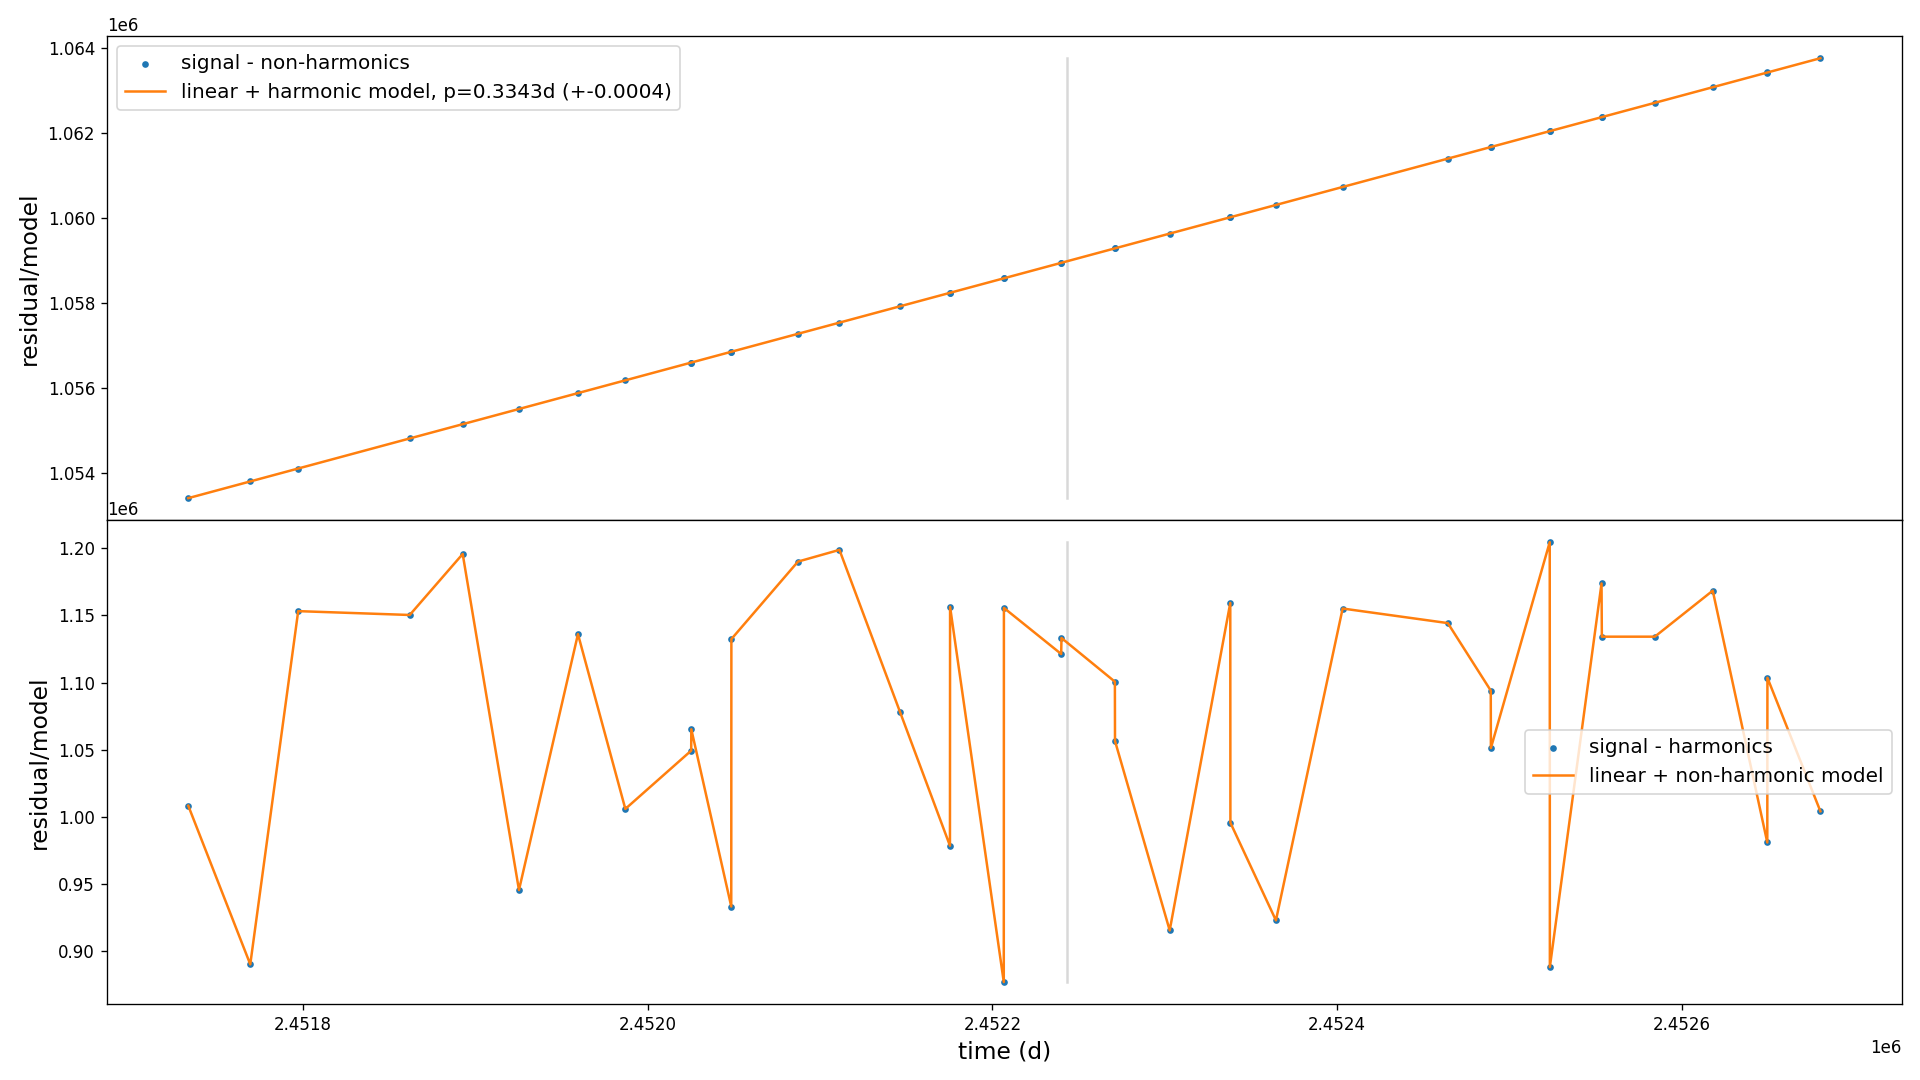 1e6
1.064
signal - non-harmonics
linear + harmonic model, p=0.3343d (+-0.0004)
1.062
1.060
1.058
1.056
1.054
residual/model
1e6
1.20
1.15
1.10
1.05
1.00
0.95
0.90
residual/model
signal - harmonics
linear + non-harmonic model
2.4518
2.4520
2.4522
2.4524
2.4526
time (d)
1e6